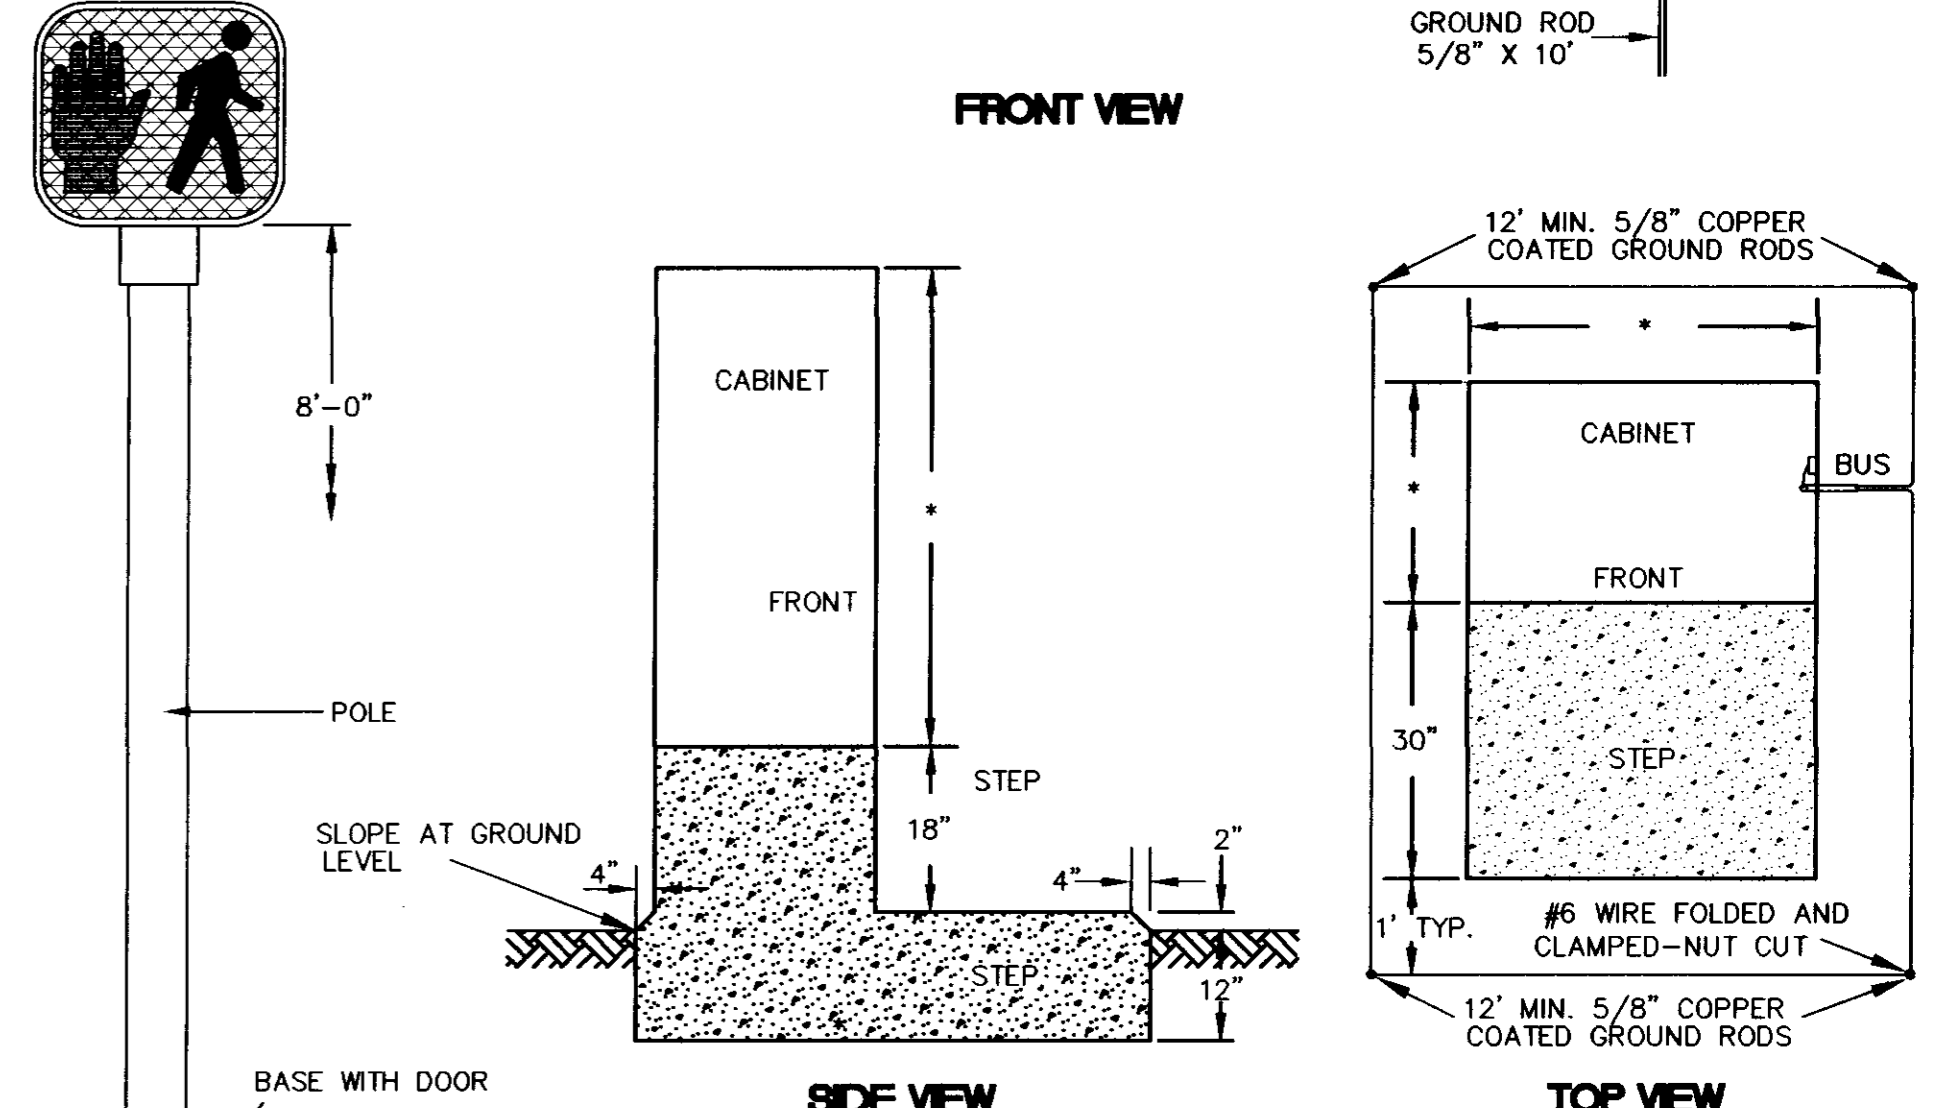 GROUND ROD
5/8" X 10'
FRONT VIEW
8'-0"
POLE
BASE WITH DOOR
CABINET
FRONT
*
STEP
18"
SLOPE AT GROUND
LEVEL
4"
4"
2"
STEP
12"
*
SIDE VIEW
12' MIN. 5/8" COPPER
COATED GROUND RODS
*
CABINET
*
BUS
FRONT
30"
STEP
1' TYP.
#6 WIRE FOLDED AND
CLAMPED-NUT CUT
12' MIN. 5/8" COPPER
COATED GROUND RODS
TOP VIEW